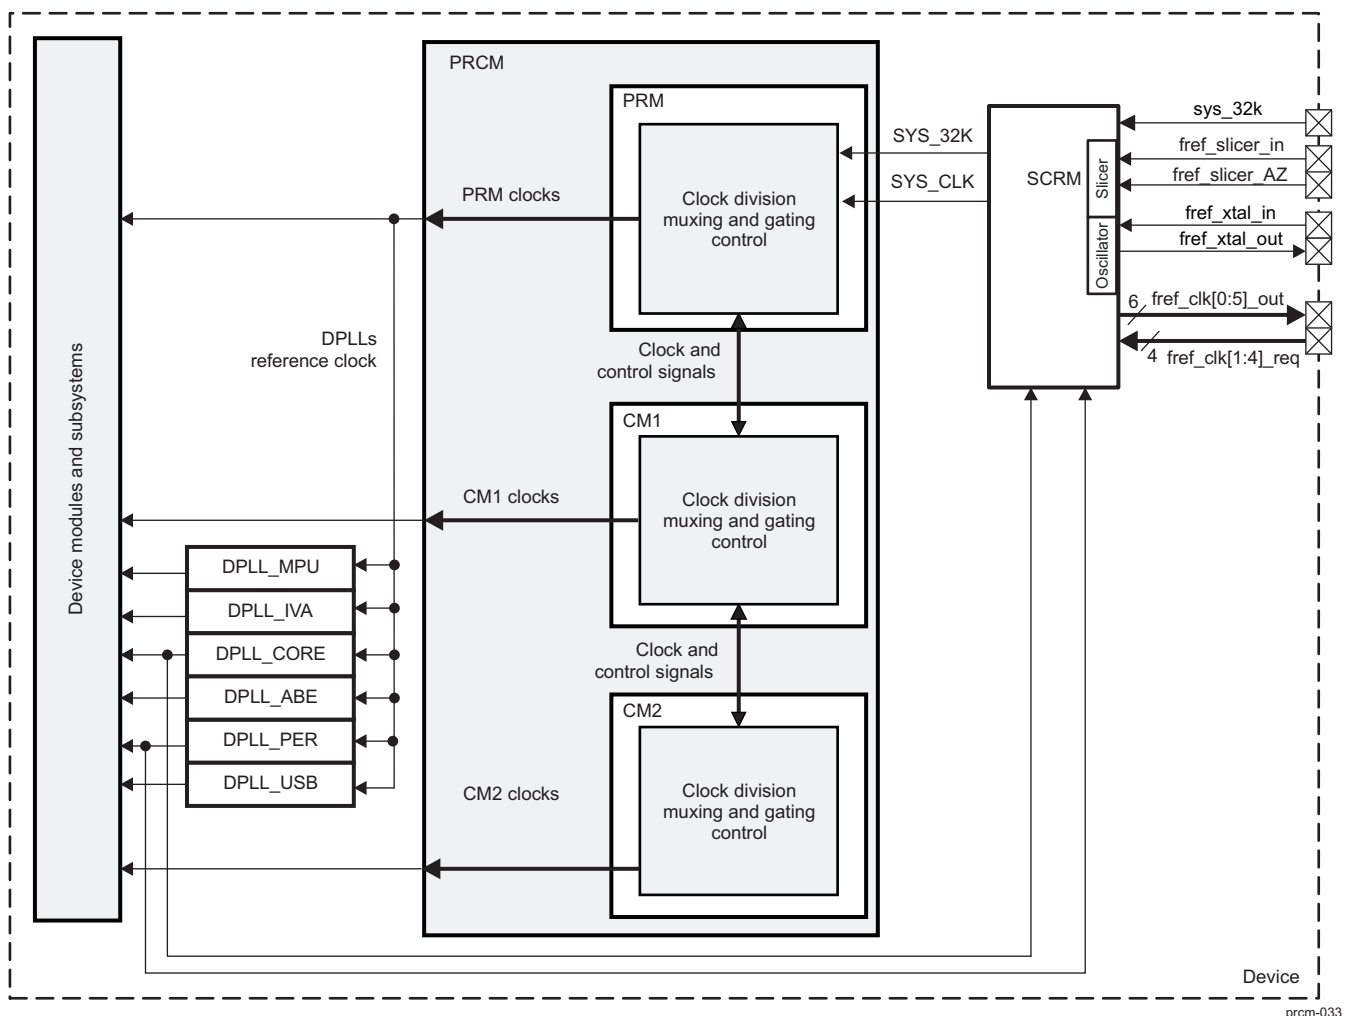 PRCM
PRM
Clock division
muxing and gating
control
PRM clocks
DPLLs
reference clock
Clock and
control signals
CM1
Clock division
muxing and gating
control
CM1 clocks
Clock and
control signals
CM2
Clock division
muxing and gating
control
CM2 clocks
Device modules and subsystems
DPLL_MPU
DPLL_IVA
DPLL_CORE
DPLL_ABE
DPLL_PER
DPLL_USB
SYS_32K
SYS_CLK
SCRM
Slicer
Oscillator
sys_32k
fref_slicer_in
fref_slicer_AZ
fref_xtal_in
fref_xtal_out
6
fref_clk[0:5]_out
4
fref_clk[1:4]_req
Device
prcm-033